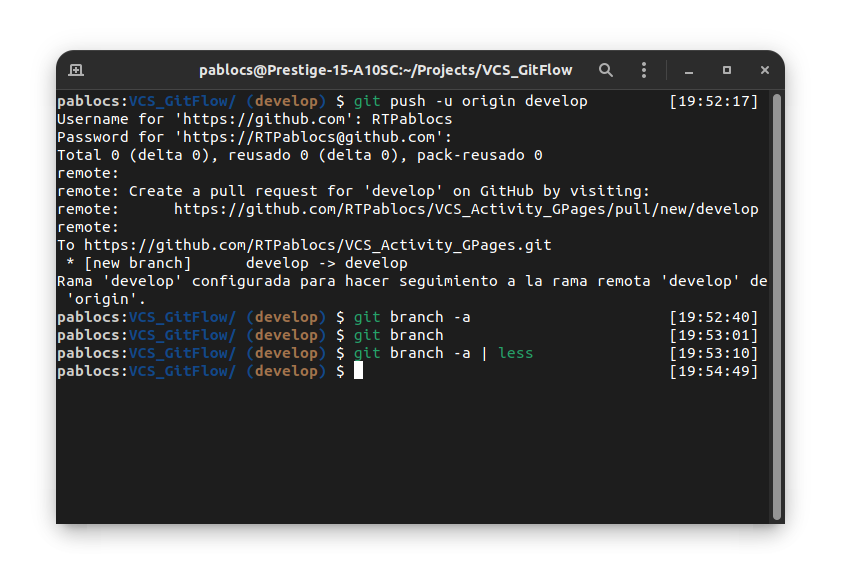 pablocs@Prestige-15-A10SC:~/Projects/VCS_GitFlow
pablocs:VCS_GitFlow/ (develop) $ git push -u origin develop [19:52:17]
Username for 'https://github.com': RTPablocs
Password for 'https://RTPablocs@github.com':
Total 0 (delta 0), reusado 0 (delta 0), pack-reusado 0
remote:
remote: Create a pull request for 'develop' on GitHub by visiting:
remote:      https://github.com/RTPablocs/VCS_Activity_GPages/pull/new/develop
remote:
To https://github.com/RTPablocs/VCS_Activity_GPages.git
 * [new branch]      develop -> develop
Rama 'develop' configurada para hacer seguimiento a la rama remota 'develop' de
 'origin'.
pablocs:VCS_GitFlow/ (develop) $ git branch -a [19:52:40]
pablocs:VCS_GitFlow/ (develop) $ git branch [19:53:01]
pablocs:VCS_GitFlow/ (develop) $ git branch -a | less [19:53:10]
pablocs:VCS_GitFlow/ (develop) $ [19:54:49]